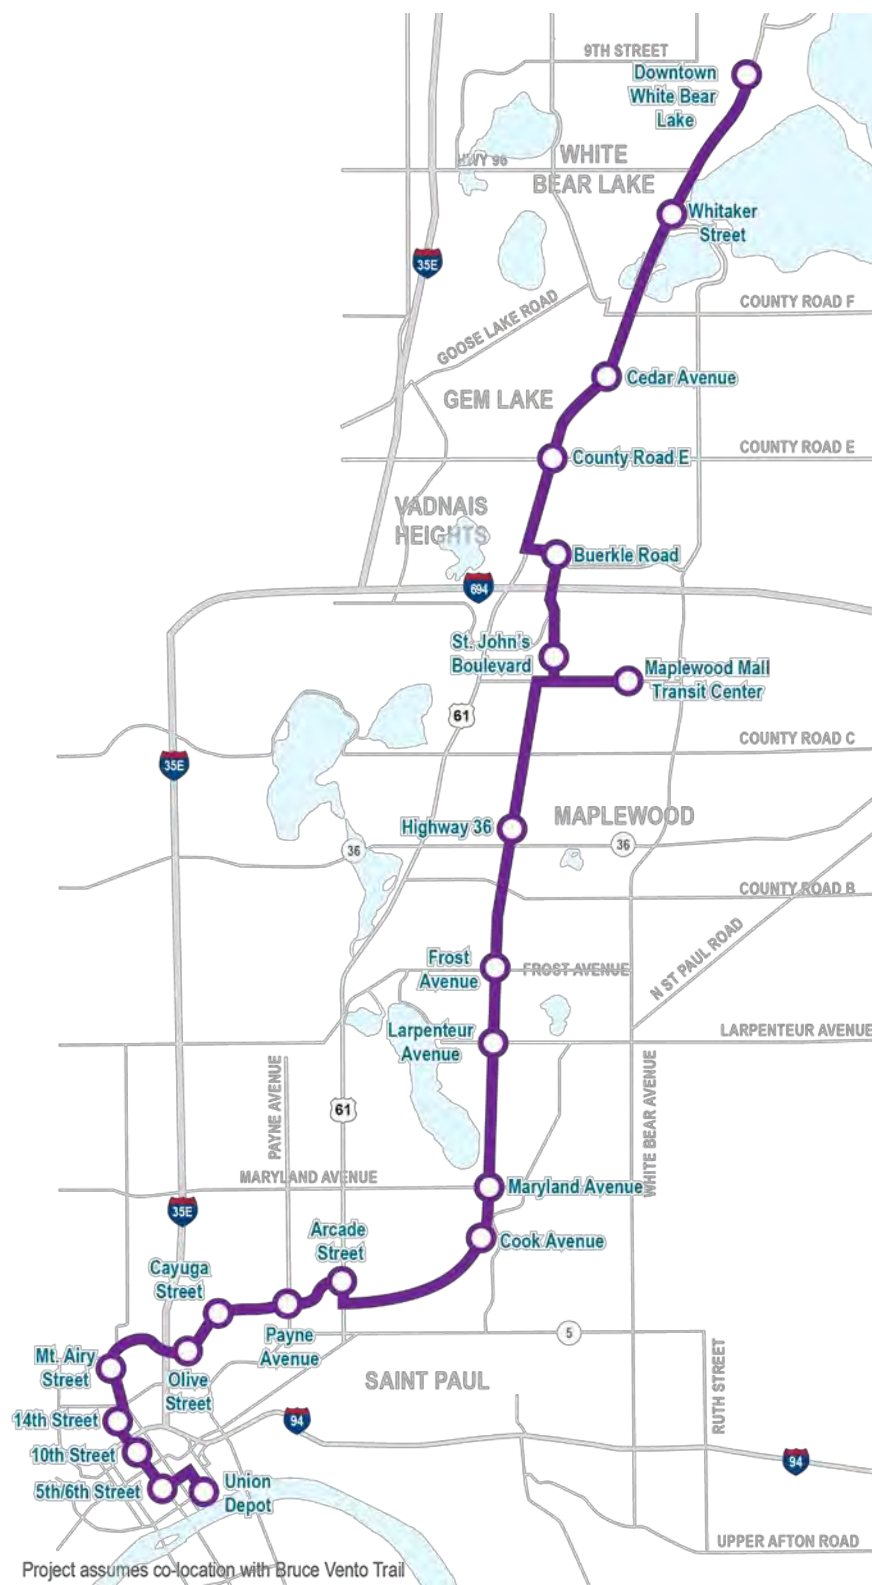 9TH STREET
Downtown
White Bear
Lake
HWY 96
WHITE
BEAR LAKE
Whitaker
Street
35E
COUNTY ROAD F
GOOSE LAKE ROAD
Cedar Avenue
GEM LAKE
COUNTY ROAD E
County Road E
VADNAIS
HEIGHTS
Buerkle Road
694
St. John's
Boulevard
Maplewood Mall
Transit Center
61
COUNTY ROAD C
35E
MAPLEWOOD
Highway 36
36
36
COUNTY ROAD B
N ST PAUL ROAD
Frost
Avenue
FROST AVENUE
LARPENTEUR AVENUE
Larpenteur
Avenue
PAYNE AVENUE
WHITE BEAR AVENUE
61
MARYLAND AVENUE
Maryland Avenue
35E
Arcade
Street
Cook Avenue
Cayuga
Street
Payne
Avenue
5
Mt. Airy
Street
Olive
Street
SAINT PAUL
RUTH STREET
14th Street
94
10th Street
94
5th/6th Street
Union
Depot
UPPER AFTON ROAD
Project assumes co-location with Bruce Vento Trail